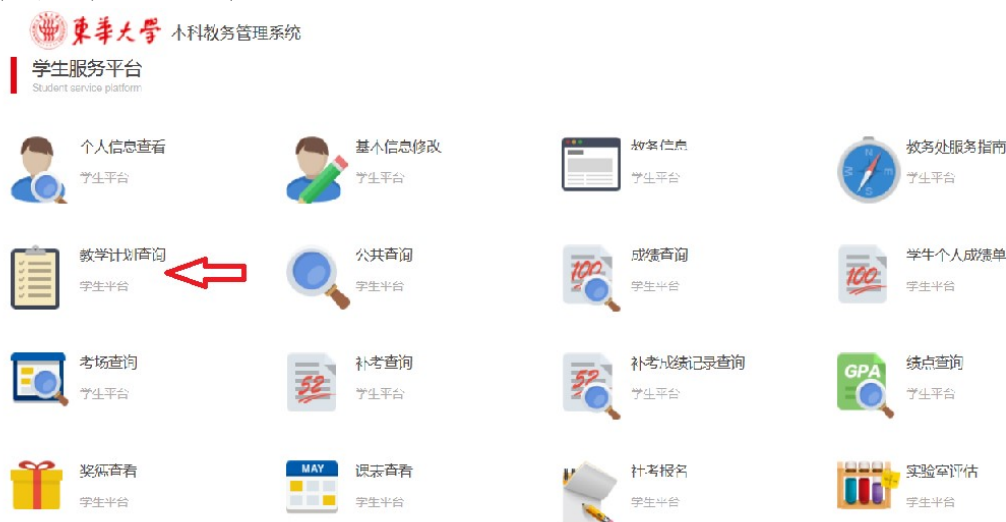 東華大学 本科教务管理系统
学生服务平台
Student service platform
个人信息查看
学生平台
基本信息修改
学生平台
教务信息
学生平台
教务处服务指南
学生平台
教学计划查询
学生平台
公共查询
学生平台
成绩查询
学生平台
学生个人成绩单
学生平台
考场查询
学生平台
补考查询
学生平台
补考成绩记录查询
学生平台
绩点查询
学生平台
奖惩查看
学生平台
课表查看
学生平台
社考报名
学生平台
实验室评估
学生平台
N
E
S
W
100
100
52
52
GPA
MAY